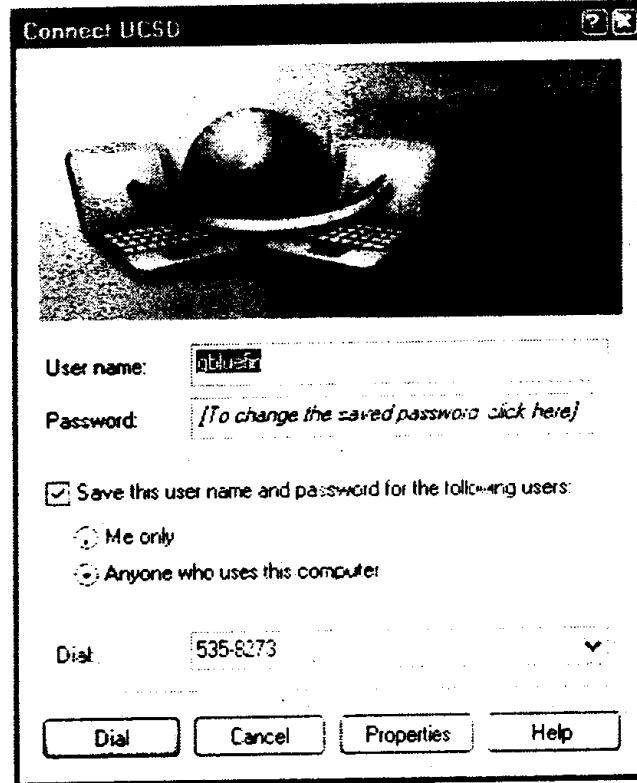 Connect UCSD
User name:
Password: [To change the saved password, click here]
Save this user name and password for the following users:
Me only
Anyone who uses this computer
Dial: 535-8273
Dial Cancel Properties Help